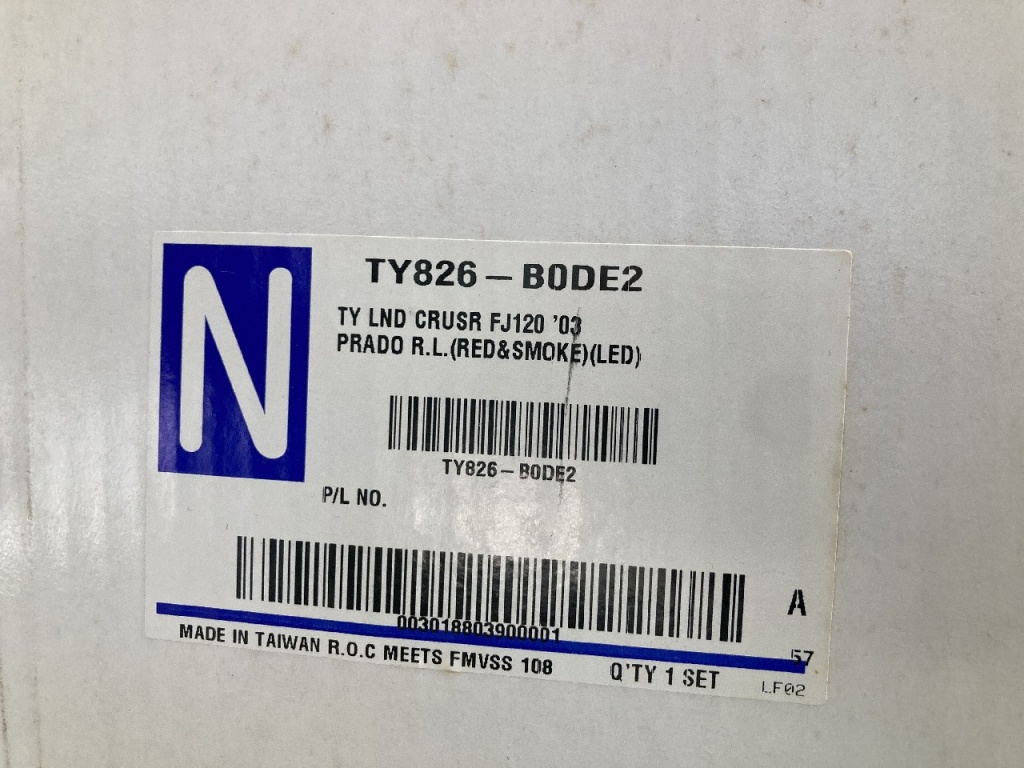 N
TY826-B0DE2
TY LND CRUSR FJ120 '03
PRADO R.L.(RED&SMOKE)(LED)
TY826-B0DE2
P/L NO.
003018803900001
A
57
MADE IN TAIWAN R.O.C MEETS FMVSS 108
Q'TY 1 SET
LF02